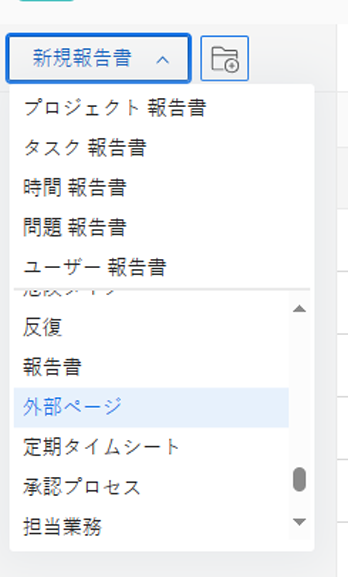 新規報告書
プロジェクト 報告書
タスク 報告書
時間 報告書
問題 報告書
ユーザー 報告書
反復
報告書
外部ページ
定期タイムシート
承認プロセス
担当業務